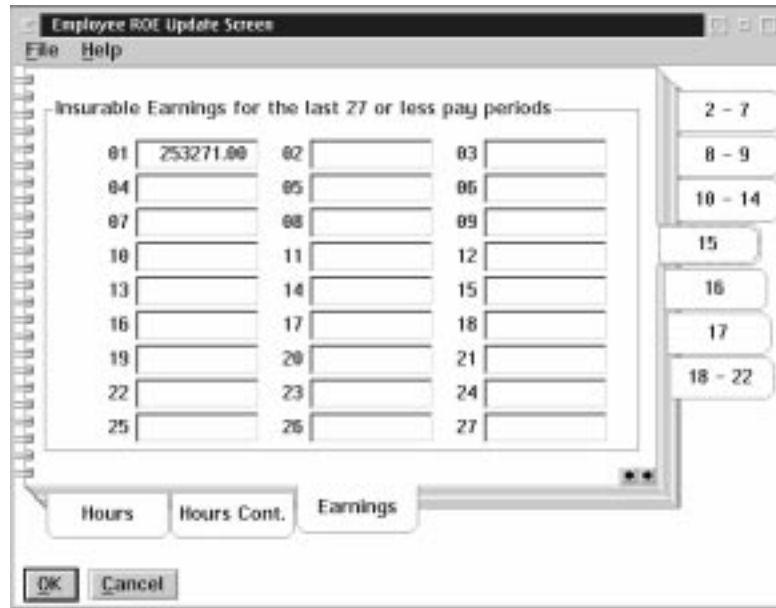 Employee ROE Update Screen
File Help
Insurable Earnings for the last 27 or less pay periods
01 253271.00 02 03
04 05 06
07 08 09
10 11 12
13 14 15
16 17 18
19 20 21
22 23 24
25 26 27
2 - 7
8 - 9
10 - 14
15
16
17
18 - 22
Hours Hours Cont. Earnings
OK Cancel